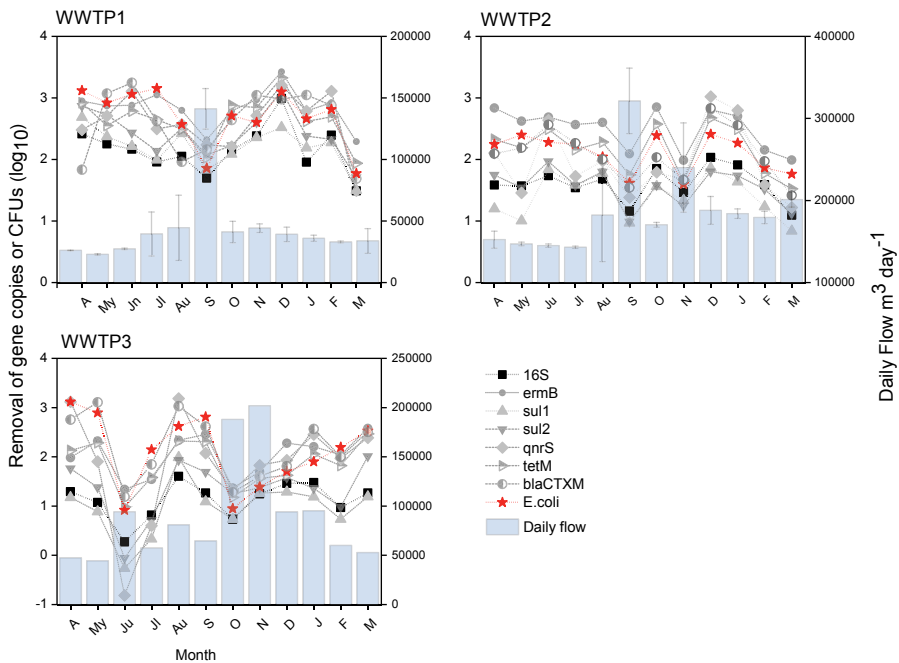 WWTP1
WWTP2
4
3
2
1
0
200000
150000
100000
50000
0
A My Jn Jl Au S O N D J F M
4
3
2
1
0
400000
300000
200000
100000
A My Jn Jl Au S O N D J F M
Removal of gene copies or CFUs (log10)
Daily Flow m3 day-1
WWTP3
4
3
2
1
0
-1
250000
200000
150000
100000
50000
0
A My Ju Jl Au S O N D J F M
Month
16S
ermB
sul1
sul2
qnrS
tetM
blaCTXM
E.coli
Daily flow